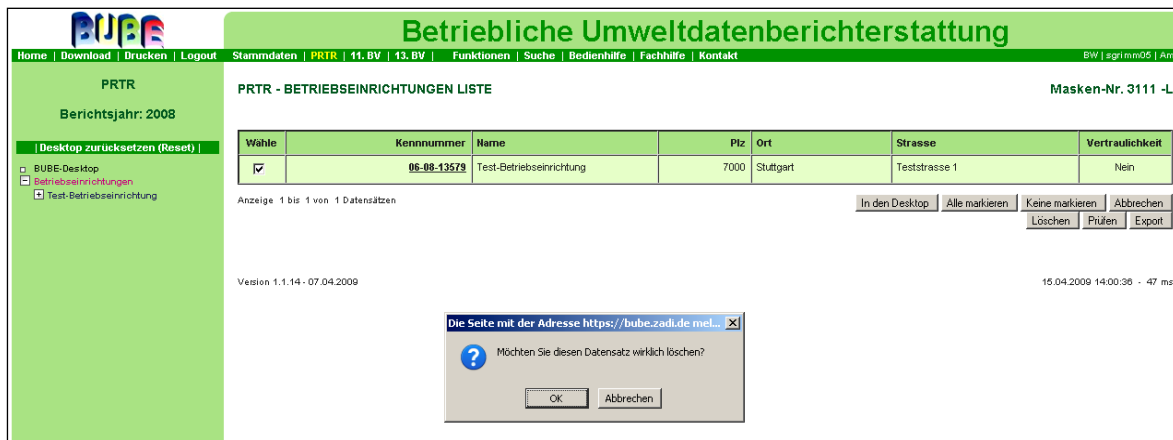 BUBE
Betriebliche Umweltdatenberichterstattung
Home | Download | Drucken | Logout
Stammdaten | PRTR | 11. BV | 13. BV | Funktionen | Suche | Bedienhilfe | Fachhilfe | Kontakt
BW | sgrimm05 | Am
PRTR
Berichtsjahr: 2008
| Desktop zurücksetzen (Reset) |
BUBE-Desktop
Betriebseinrichtungen
Test-Betriebseinrichtung
PRTR - BETRIEBSEINRICHTUNGEN LISTE
Masken-Nr. 3111 -L
Wähle Kennnummer Name Plz Ort Strasse Vertraulichkeit
06-08-13579 Test-Betriebseinrichtung 7000 Stuttgart Teststrasse 1 Nein
Anzeige 1 bis 1 von 1 Datensätzen
In den Desktop Alle markieren Keine markieren Abbrechen
Löschen Prüfen Export
Version 1.1.14 - 07.04.2009
15.04.2009 14:00:36 - 47 ms
Die Seite mit der Adresse https://bube.zadi.de mel...
Möchten Sie diesen Datensatz wirklich löschen?
OK Abbrechen